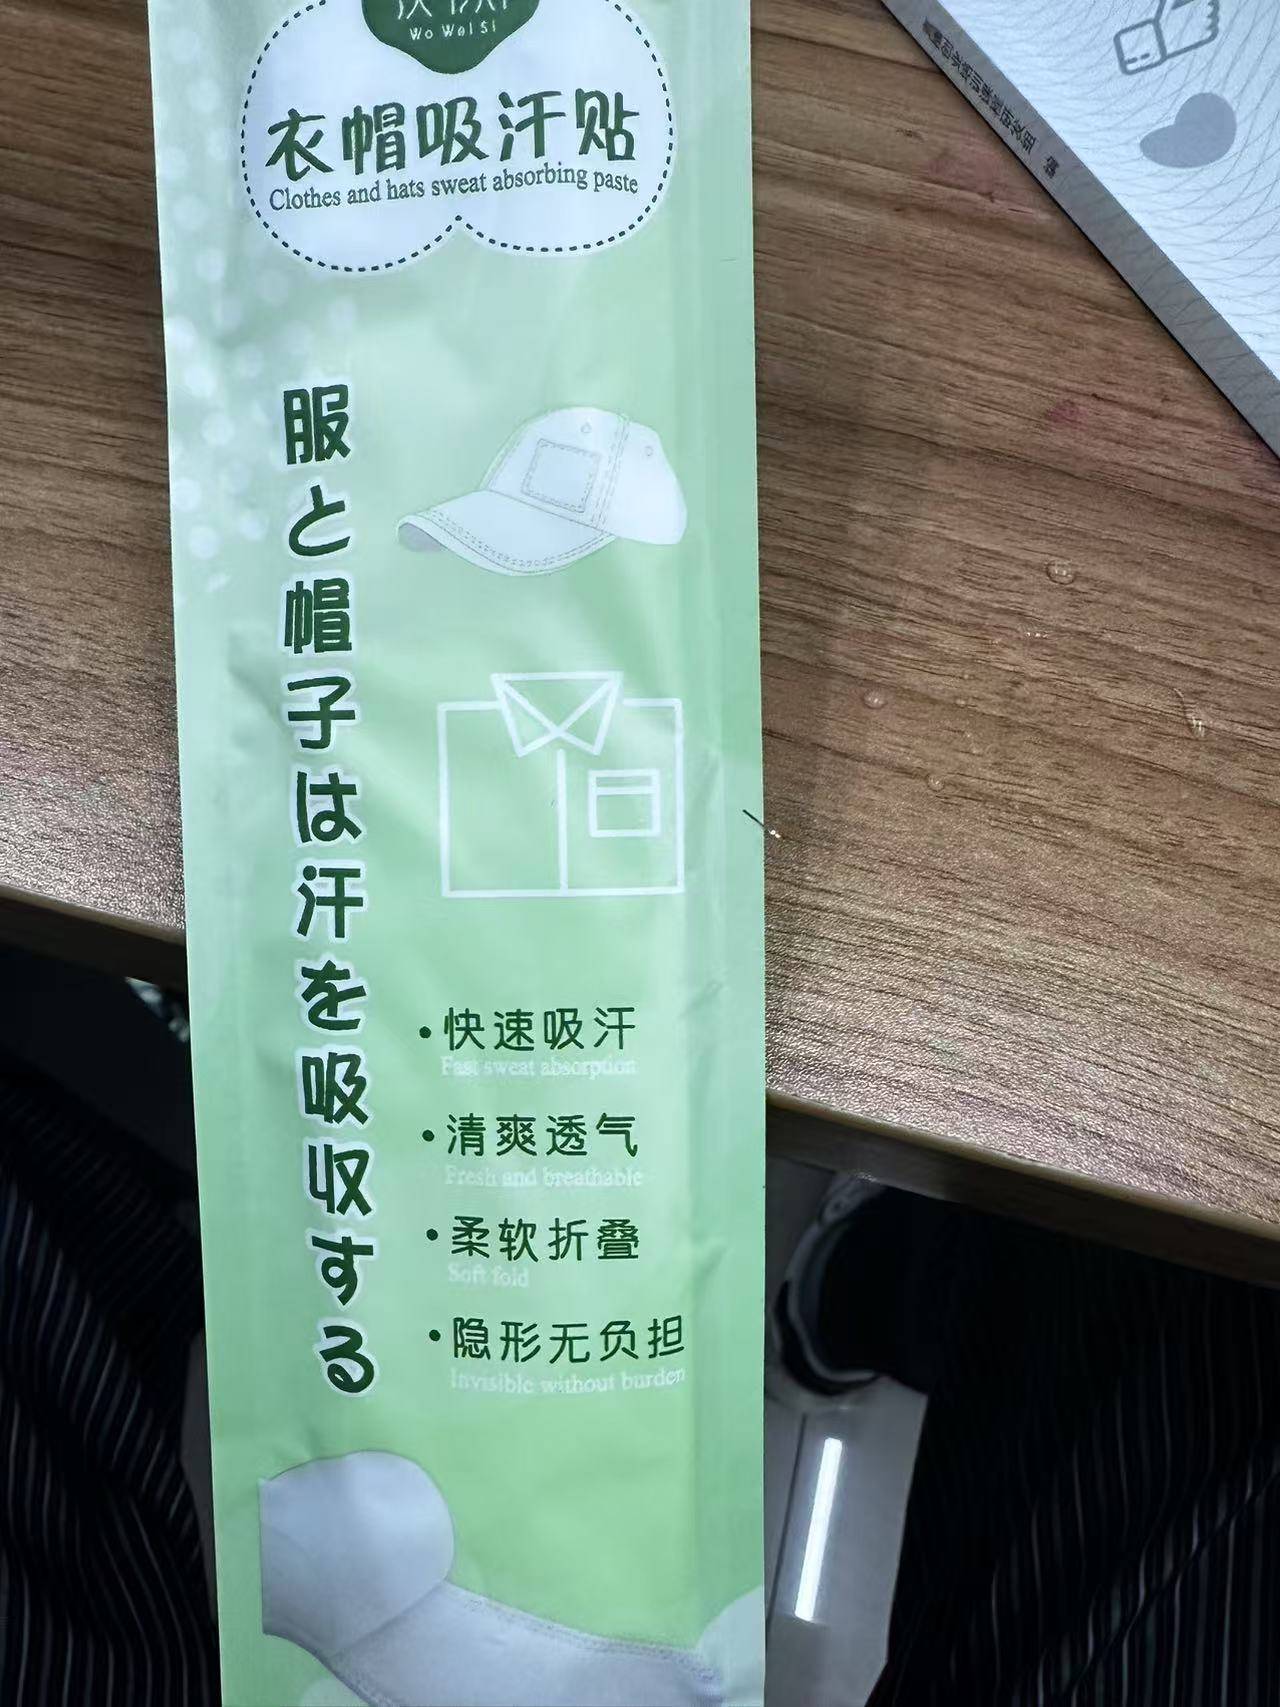 Wo Wei Si
衣帽吸汗贴
Clothes and hats sweat absorbing paste
服と帽子は汗を吸収する
·快速吸汗
Fast sweat absorption
·清爽透气
Fresh and breathable
·柔软折叠
Soft fold
·隐形无负担
Invisible without burden